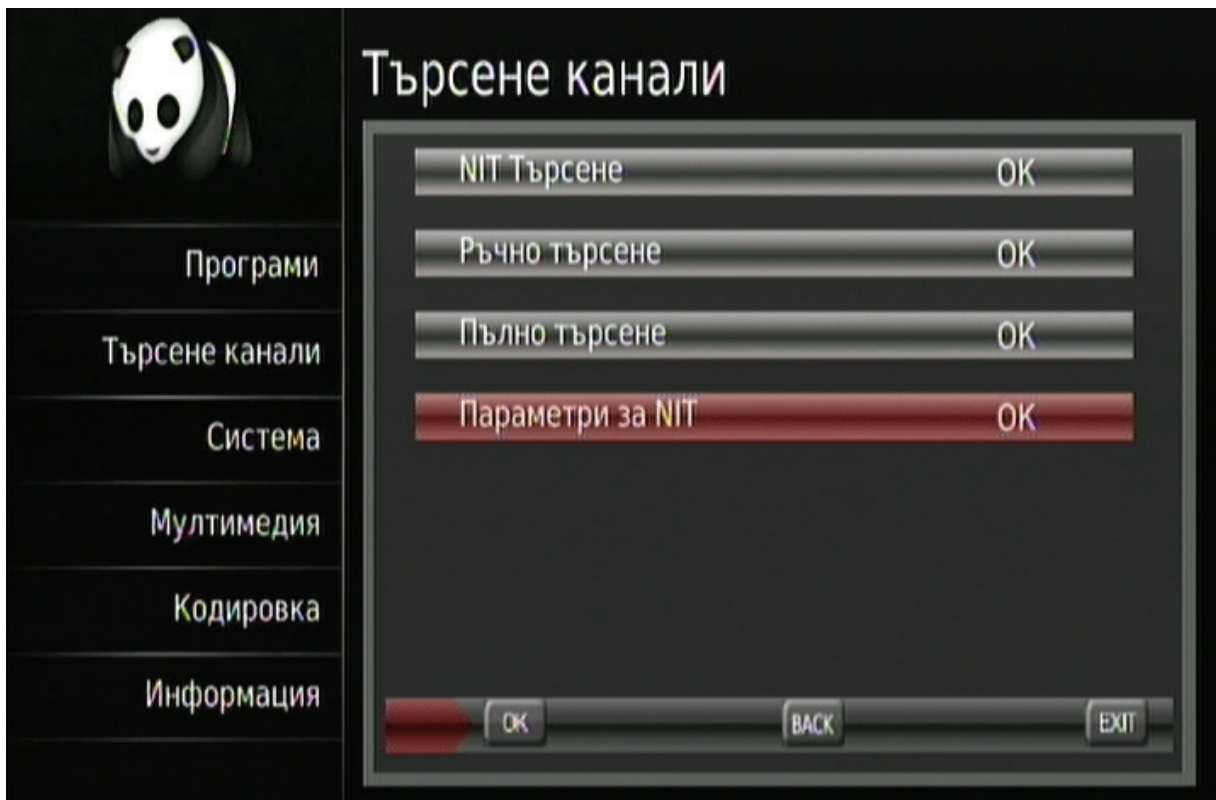 Търсене канали
NIT Търсене OK
Ръчно търсене OK
Пълно търсене OK
Параметри за NIT OK
Програми
Търсене канали
Система
Мултимедия
Кодировка
Информация
OK BACK EXIT